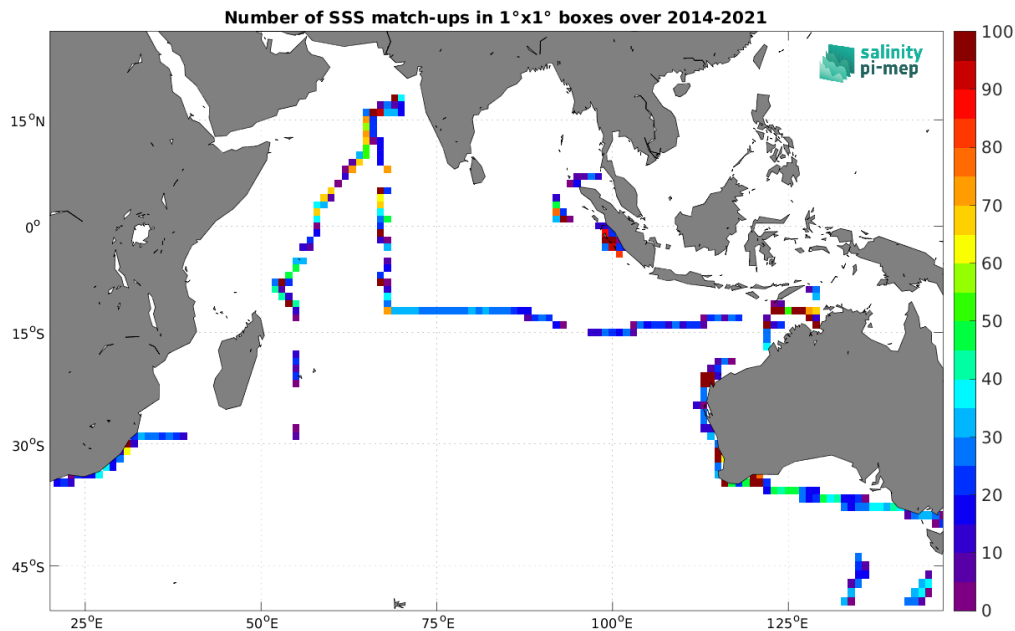 Number of SSS match-ups in 1°x1° boxes over 2014-2021
salinity
pi-mep
100
90
80
70
60
50
40
30
20
10
0
15°N
0°
15°S
30°S
45°S
25°E
50°E
75°E
100°E
125°E